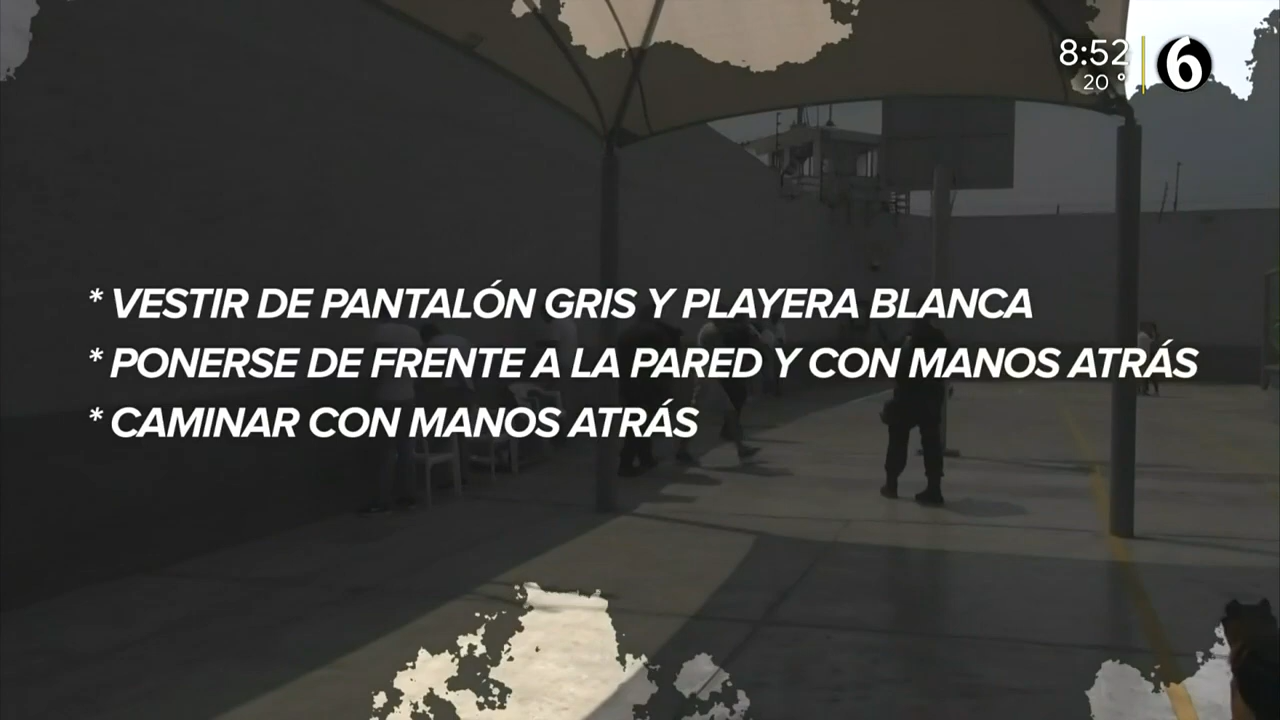 8:52
20 °
6
* VESTIR DE PANTALÓN GRIS Y PLAYERA BLANCA
* PONERSE DE FRENTE A LA PARED Y CON MANOS ATRÁS
* CAMINAR CON MANOS ATRÁS